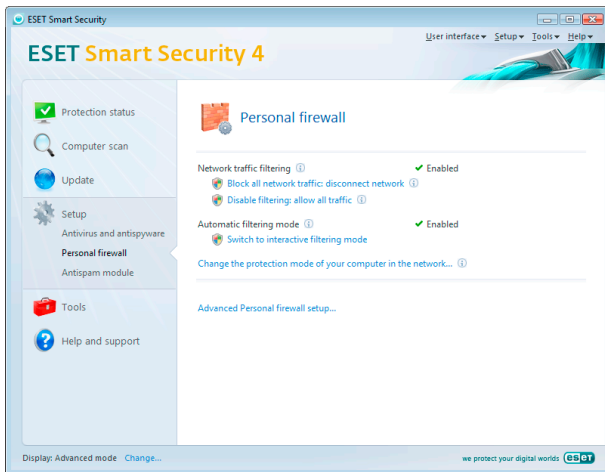 ESET Smart Security
User interface Setup Tools Help
ESET Smart Security 4
Protection status
Computer scan
Update
Setup
Antivirus and antispyware
Personal firewall
Antispam module
Tools
Help and support
Personal firewall
Network traffic filtering Enabled
Block all network traffic: disconnect network
Disable filtering: allow all traffic
Automatic filtering mode Enabled
Switch to interactive filtering mode
Change the protection mode of your computer in the network...
Advanced Personal firewall setup...
Display: Advanced mode Change...
we protect your digital worlds eseT